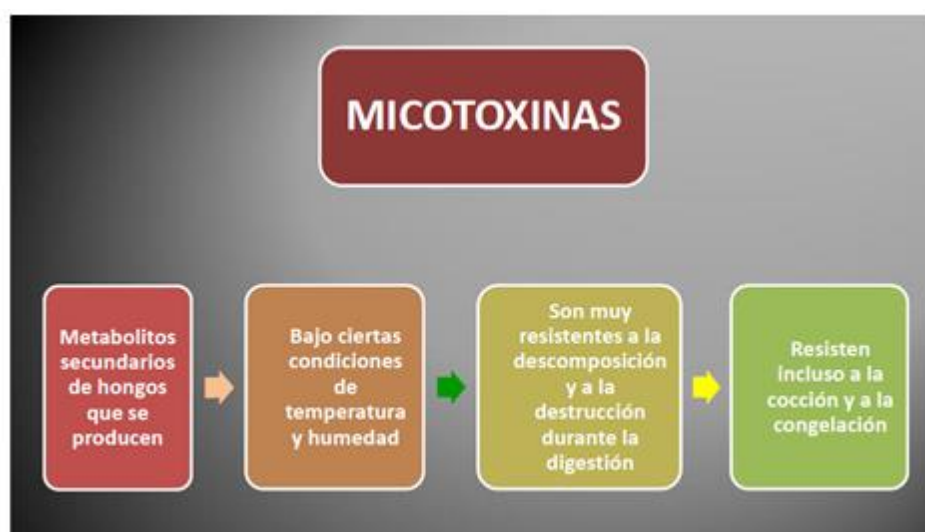 MICOTOXINAS
Metabolitos
secundarios
de hongos
que se
producen
Bajo ciertas
condiciones
de
temperatura
y humedad
Son muy
resistentes a la
descomposición
y a la
destrucción
durante la
digestión
Resisten
incluso a la
cocción y a la
congelación